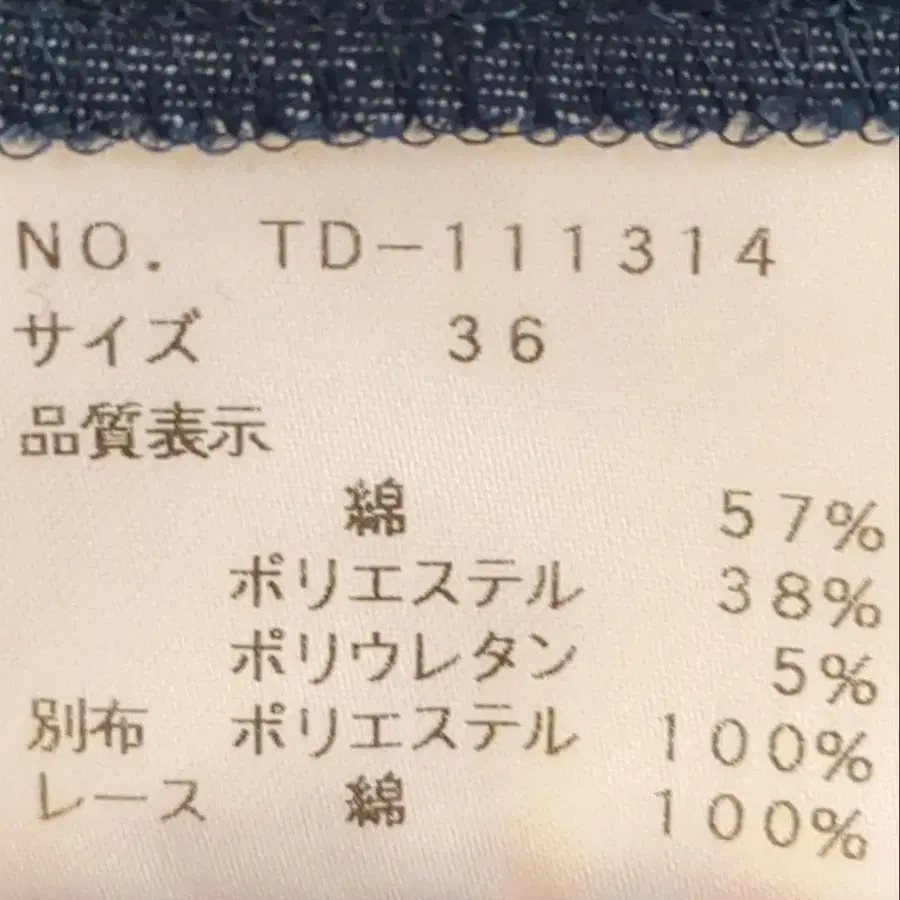 NO. TD-111314
サイズ 36
品質表示
綿 57%
ポリエステル 38%
ポリウレタン 5%
別布 ポリエステル 100%
レース 綿 100%